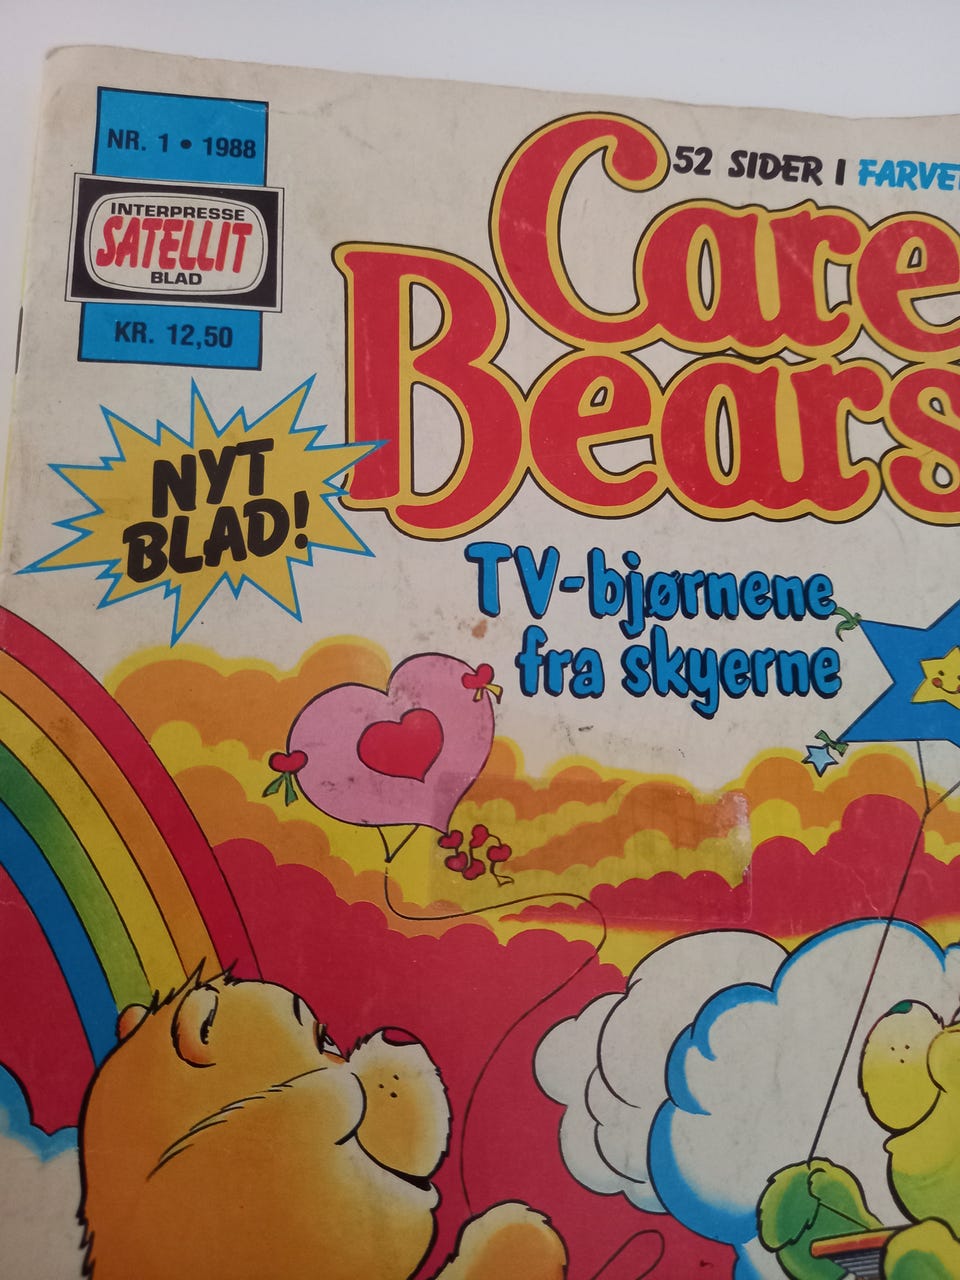 NR. 1 • 1988
INTERPRESSE
SATELLIT
BLAD
KR. 12,50
52 SIDER I
Care
Bears
NYT
BLAD!
TV-bjørnene
fra skyerne